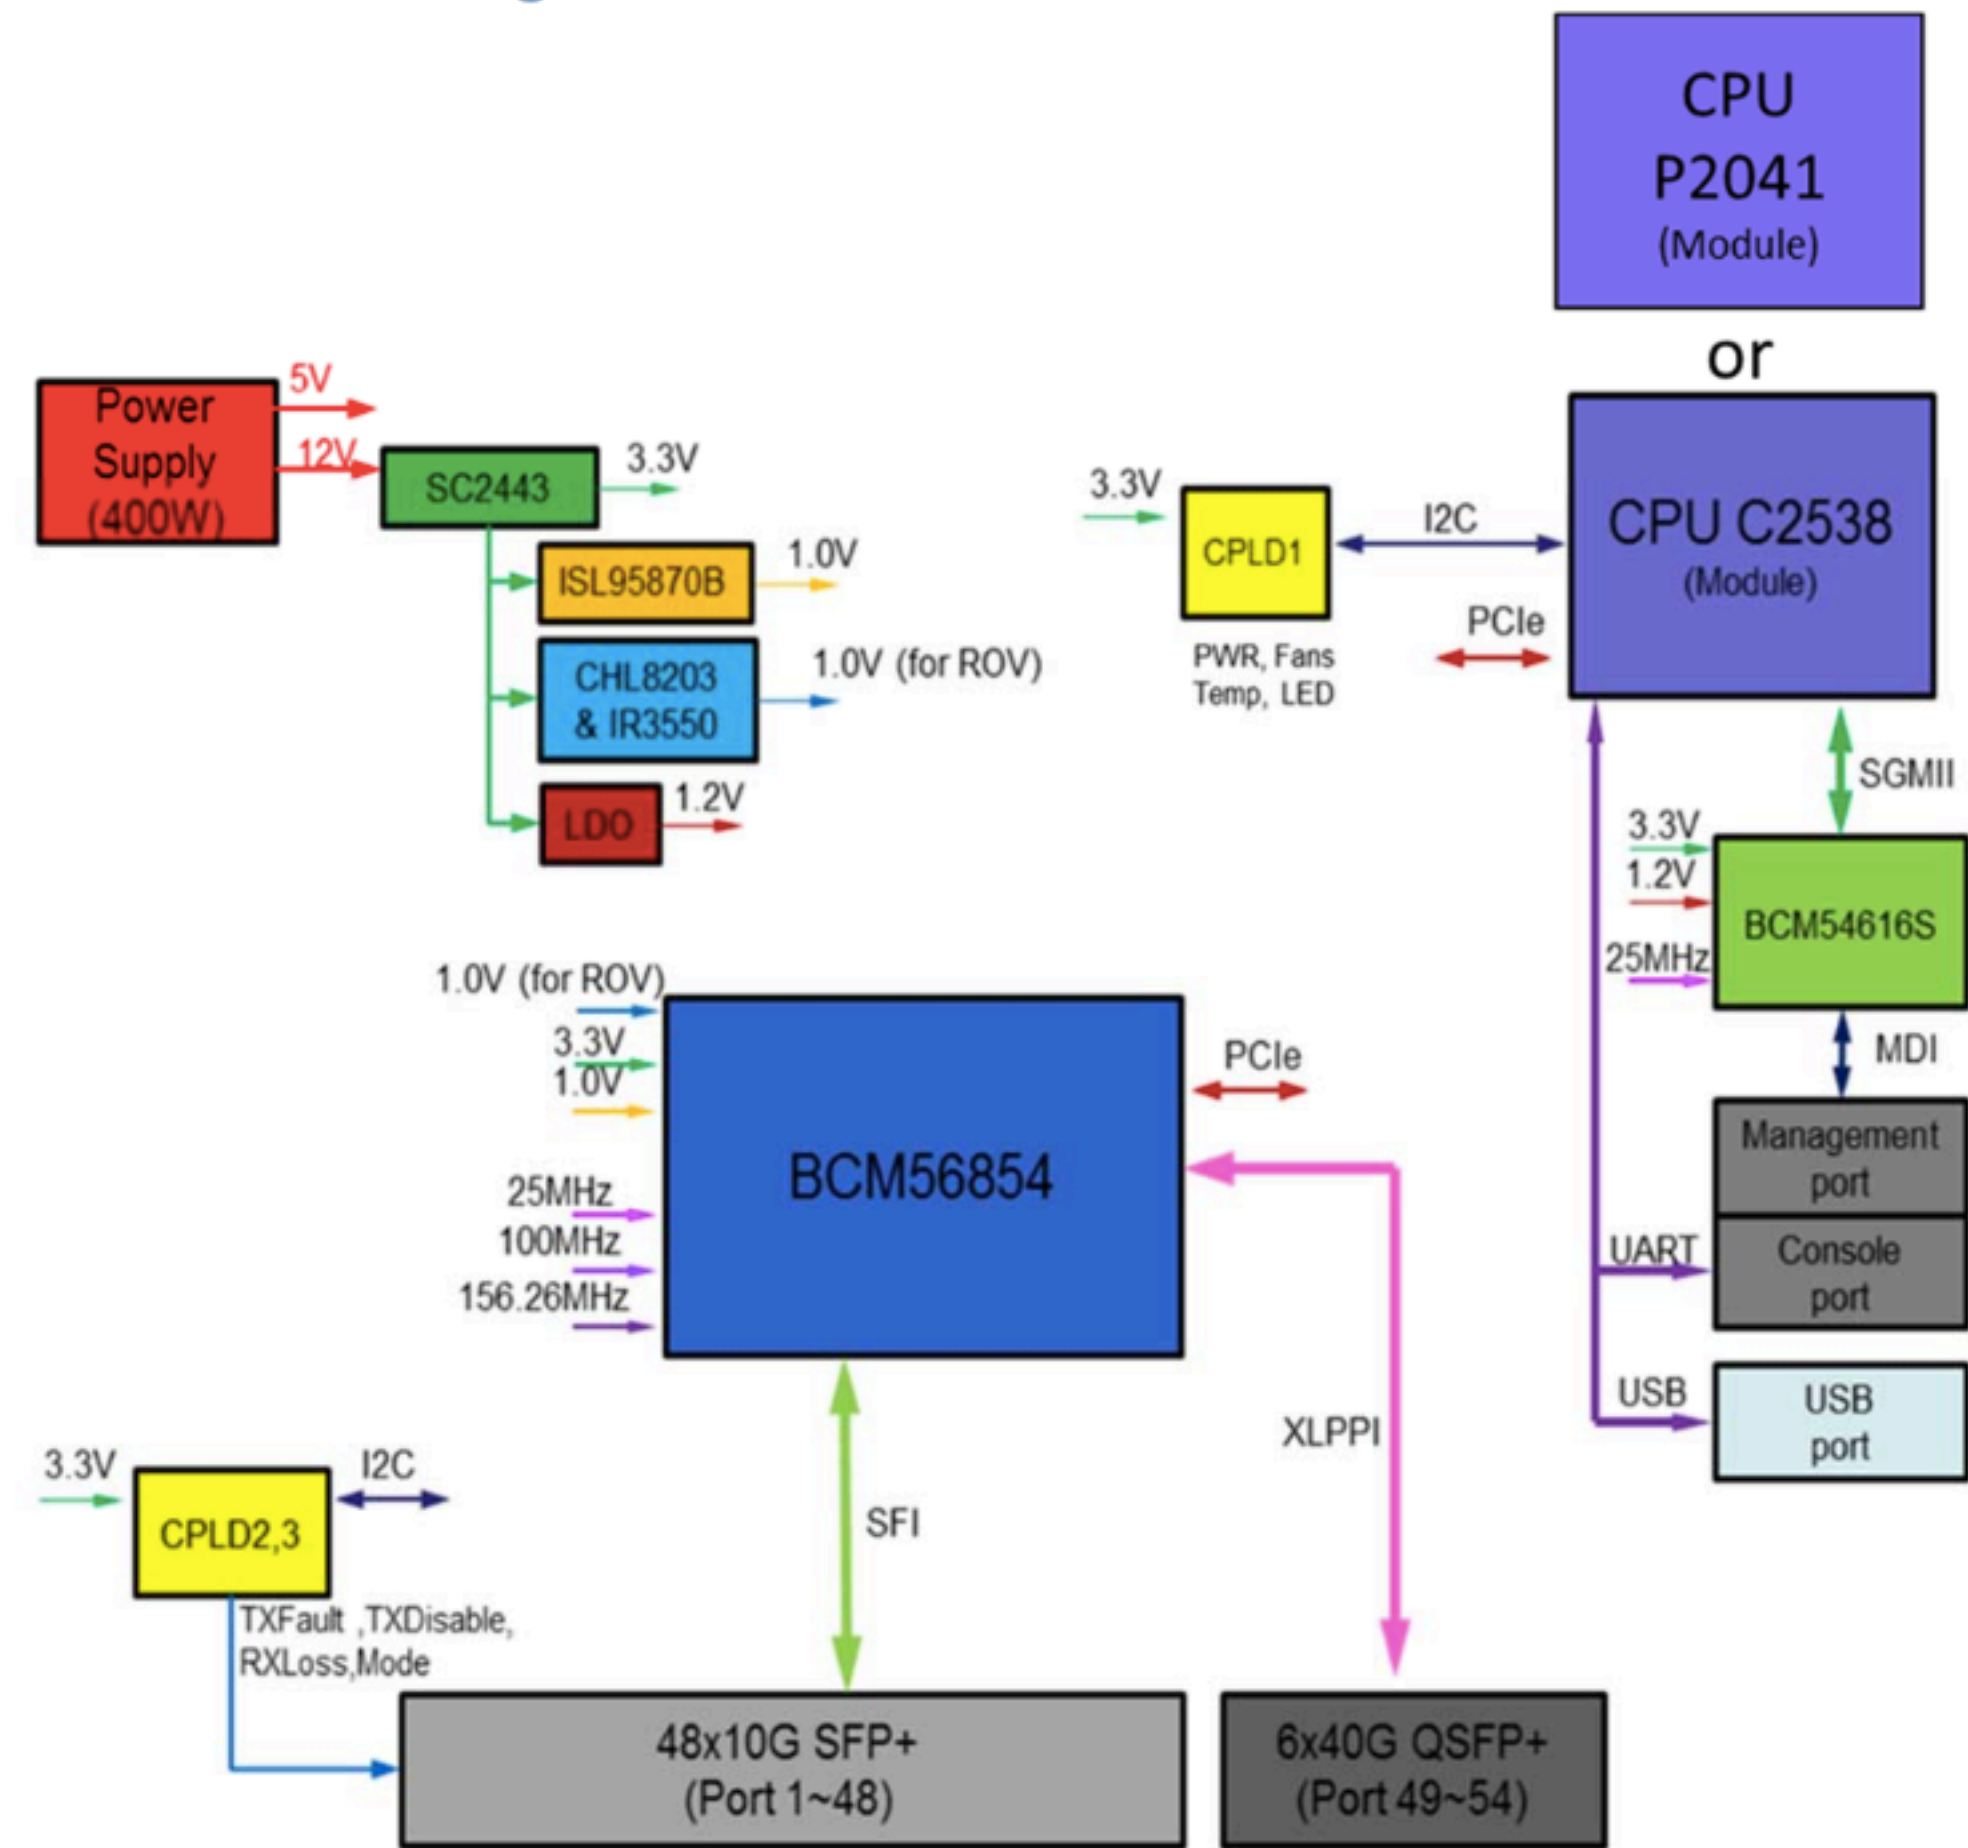 CPU
P2041
(Module)
or
5V
Power
Supply
(400W)
12V
SC2443
3.3V
ISL95870B
1.0V
CHL8203
& IR3550
1.0V (for ROV)
LDO
1.2V
3.3V
CPLD1
I2C
PWR, Fans
Temp, LED
CPU C2538
(Module)
PCIe
SGMII
3.3V
1.2V
25MHz
BCM54616S
MDI
Management
port
UART
Console
port
USB
USB
port
1.0V (for ROV)
3.3V
1.0V
25MHz
100MHz
156.26MHz
BCM56854
PCIe
XLPPI
SFI
3.3V
CPLD2,3
I2C
TXFault ,TXDisable,
RXLoss,Mode
48x10G SFP+
(Port 1~48)
6x40G QSFP+
(Port 49~54)